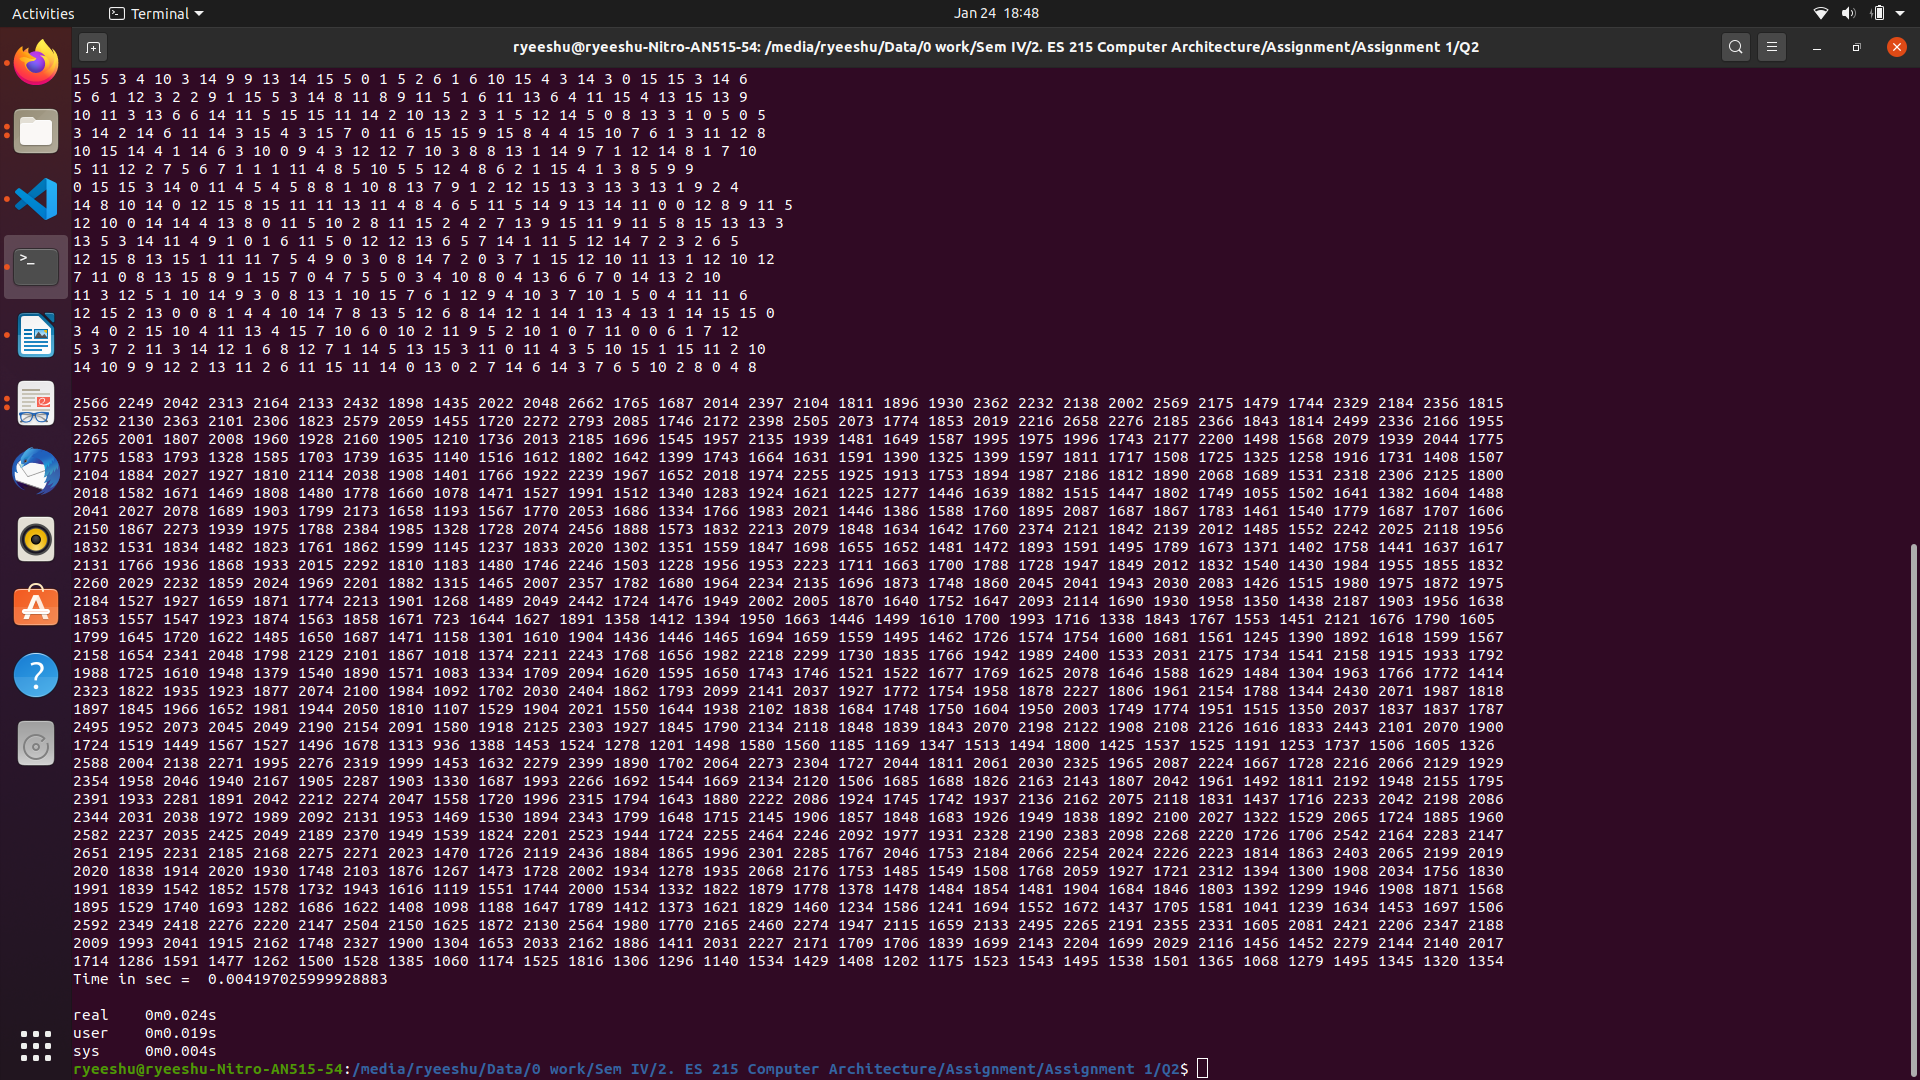 Activities
Terminal
Jan 24 18:48
ryeeshu@ryeeshu-Nitro-AN515-54: /media/ryeeshu/Data/0 work/Sem IV/2. ES 215 Computer Architecture/Assignment/Assignment 1/Q2
15 5 3 4 10 3 14 9 9 13 14 15 5 0 1 5 2 6 1 6 10 15 4 3 14 3 0 15 15 3 14 6
5 6 1 12 3 2 2 9 1 15 5 3 14 8 11 8 9 11 5 1 6 11 13 6 4 11 15 4 13 15 13 9
10 11 3 13 6 6 14 11 5 15 15 11 14 2 10 13 2 3 1 5 12 14 5 0 8 13 3 1 0 5 0 5
3 14 2 14 6 11 14 3 15 4 3 15 7 0 11 6 15 15 9 15 8 4 4 15 10 7 6 1 3 11 12 8
10 15 14 4 1 14 6 3 10 0 9 4 3 12 12 7 10 3 8 8 13 1 14 9 7 1 12 14 8 1 7 10
5 11 12 2 7 5 6 7 1 1 1 11 4 8 5 10 5 5 12 4 8 6 2 1 15 4 1 3 8 5 9 9
0 15 15 3 14 0 11 4 5 4 5 8 8 1 10 8 13 7 9 1 2 12 15 13 3 13 3 13 1 9 2 4
14 8 10 14 0 12 15 8 15 11 11 13 11 4 8 4 6 5 11 5 14 9 13 14 11 0 0 12 8 9 11 5
12 10 0 14 14 4 13 8 0 11 5 10 2 8 11 15 2 4 2 7 13 9 15 11 9 11 5 8 15 13 13 3
13 5 3 14 11 4 9 1 0 1 6 11 5 0 12 12 13 6 5 7 14 1 11 5 12 14 7 2 3 2 6 5
12 15 8 13 15 1 11 11 7 5 4 9 0 3 0 8 14 7 2 0 3 7 1 15 12 10 11 13 1 12 10 12
7 11 0 8 13 15 8 9 1 15 7 0 4 7 5 5 0 3 4 10 8 0 4 13 6 6 7 0 14 13 2 10
11 3 12 5 1 10 14 9 3 0 8 13 1 10 15 7 6 1 12 9 4 10 3 7 10 1 5 0 4 11 11 6
12 15 2 13 0 0 8 1 4 4 10 14 7 8 13 5 12 6 8 14 12 1 14 1 13 4 13 1 14 15 15 0
3 4 0 2 15 10 4 11 13 4 15 7 10 6 0 10 2 11 9 5 2 10 1 0 7 11 0 0 6 1 7 12
5 3 7 2 11 3 14 12 1 6 8 12 7 1 14 5 13 15 3 11 0 11 4 3 5 10 15 1 15 11 2 10
14 10 9 9 12 2 13 11 2 6 11 15 11 14 0 13 0 2 7 14 6 14 3 7 6 5 10 2 8 0 4 8
2566 2249 2042 2313 2164 2133 2432 1898 1435 2022 2048 2662 1765 1687 2014 2397 2104 1811 1896 1930 2362 2232 2138 2002 2569 2175 1479 1744 2329 2184 2356 1815
2532 2130 2363 2101 2306 1823 2579 2059 1455 1720 2272 2793 2085 1746 2172 2398 2505 2073 1774 1853 2019 2216 2658 2276 2185 2366 1843 1814 2499 2336 2166 1955
2265 2001 1807 2008 1960 1928 2160 1905 1210 1736 2013 2185 1696 1545 1957 2135 1939 1481 1649 1587 1995 1975 1996 1743 2177 2200 1498 1568 2079 1939 2044 1775
1775 1583 1793 1328 1585 1703 1739 1635 1140 1516 1612 1802 1642 1399 1743 1664 1631 1591 1390 1325 1399 1597 1811 1717 1508 1725 1325 1258 1916 1731 1408 1507
2104 1884 2027 1927 1810 2114 2038 1908 1401 1766 1922 2239 1967 1652 2018 1974 2255 1925 1913 1753 1894 1987 2186 1812 1890 2068 1689 1531 2318 2306 2125 1800
2018 1582 1671 1469 1808 1480 1778 1660 1078 1471 1527 1991 1512 1340 1283 1924 1621 1225 1277 1446 1639 1882 1515 1447 1802 1749 1055 1502 1641 1382 1604 1488
2041 2027 2078 1689 1903 1799 2173 1658 1193 1567 1770 2053 1686 1334 1766 1983 2021 1446 1386 1588 1760 1895 2087 1687 1867 1783 1461 1540 1779 1687 1707 1606
2150 1867 2273 1939 1975 1788 2384 1985 1328 1728 2074 2456 1888 1573 1832 2213 2079 1848 1634 1642 1760 2374 2121 1842 2139 2012 1485 1552 2242 2025 2118 1956
1832 1531 1834 1482 1823 1761 1862 1599 1145 1237 1833 2020 1302 1351 1559 1847 1698 1655 1652 1481 1472 1893 1591 1495 1789 1673 1371 1402 1758 1441 1637 1617
2131 1766 1936 1868 1933 2015 2292 1810 1183 1480 1746 2246 1503 1228 1956 1953 2223 1711 1663 1700 1788 1728 1947 1849 2012 1832 1540 1430 1984 1955 1855 1832
2260 2029 2232 1859 2024 1969 2201 1882 1315 1465 2007 2357 1782 1680 1964 2234 2135 1696 1873 1748 1860 2045 2041 1943 2030 2083 1426 1515 1980 1975 1872 1975
2184 1527 1927 1659 1871 1774 2213 1901 1268 1489 2049 2442 1724 1476 1949 2002 2005 1870 1640 1752 1647 2093 2114 1690 1930 1958 1350 1438 2187 1903 1956 1638
1853 1557 1547 1923 1874 1563 1858 1671 723 1644 1627 1891 1358 1412 1394 1950 1663 1446 1499 1610 1700 1993 1716 1338 1843 1767 1553 1451 2121 1676 1790 1605
1799 1645 1720 1622 1485 1650 1687 1471 1158 1301 1610 1904 1436 1446 1465 1694 1659 1559 1495 1462 1726 1574 1754 1600 1681 1561 1245 1390 1892 1618 1599 1567
2158 1654 2341 2048 1798 2129 2101 1867 1018 1374 2211 2243 1768 1656 1982 2218 2299 1730 1835 1766 1942 1989 2400 1533 2031 2175 1734 1541 2158 1915 1933 1792
1988 1725 1610 1948 1379 1540 1890 1571 1083 1334 1709 2094 1620 1595 1650 1743 1746 1521 1522 1677 1769 1625 2078 1646 1588 1629 1484 1304 1963 1766 1772 1414
2323 1822 1935 1923 1877 2074 2100 1984 1092 1702 2030 2404 1862 1793 2099 2141 2037 1927 1772 1754 1958 1878 2227 1806 1961 2154 1788 1344 2430 2071 1987 1818
1897 1845 1966 1652 1981 1944 2050 1810 1107 1529 1904 2021 1550 1644 1938 2102 1838 1684 1748 1750 1604 1950 2003 1749 1774 1951 1515 1350 2037 1837 1837 1787
2495 1952 2073 2045 2049 2190 2154 2091 1580 1918 2125 2303 1927 1845 1790 2134 2118 1848 1839 1843 2070 2198 2122 1908 2108 2126 1616 1833 2443 2101 2070 1900
1724 1519 1449 1567 1527 1496 1678 1313 936 1388 1453 1524 1278 1201 1498 1580 1560 1185 1169 1347 1513 1494 1800 1425 1537 1525 1191 1253 1737 1506 1605 1326
2588 2004 2138 2271 1995 2276 2319 1999 1453 1632 2279 2399 1890 1702 2064 2273 2304 1727 2044 1811 2061 2030 2325 1965 2087 2224 1667 1728 2216 2066 2129 1929
2354 1958 2046 1940 2167 1905 2287 1903 1330 1687 1993 2266 1692 1544 1669 2134 2120 1506 1685 1688 1826 2163 2143 1807 2042 1961 1492 1811 2192 1948 2155 1795
2391 1933 2281 1891 2042 2212 2274 2047 1558 1720 1996 2315 1794 1643 1880 2222 2086 1924 1745 1742 1937 2136 2162 2075 2118 1831 1437 1716 2233 2042 2198 2086
2344 2031 2038 1972 1989 2092 2131 1953 1469 1530 1894 2343 1799 1648 1715 2145 1906 1857 1848 1683 1926 1949 1838 1892 2100 2027 1322 1529 2065 1724 1885 1960
2582 2237 2035 2425 2049 2189 2370 1949 1539 1824 2201 2523 1944 1724 2255 2464 2246 2092 1977 1931 2328 2190 2383 2098 2268 2220 1726 1706 2542 2164 2283 2147
2651 2195 2231 2185 2168 2275 2271 2023 1470 1726 2119 2436 1884 1865 1996 2301 2285 1767 2046 1753 2184 2066 2254 2024 2226 2223 1814 1863 2403 2065 2199 2019
2020 1838 1914 2020 1930 1748 2103 1876 1267 1473 1728 2002 1934 1278 1935 2068 2176 1753 1485 1549 1508 1768 2059 1927 1721 2312 1394 1300 1908 2034 1756 1830
1991 1839 1542 1852 1578 1732 1943 1616 1119 1551 1744 2000 1534 1332 1822 1879 1778 1378 1478 1484 1854 1481 1904 1684 1846 1803 1392 1299 1946 1908 1871 1568
1895 1529 1740 1693 1282 1686 1622 1408 1098 1188 1647 1789 1412 1373 1621 1829 1460 1234 1586 1241 1694 1552 1672 1437 1705 1581 1041 1239 1634 1453 1697 1506
2592 2349 2418 2276 2220 2147 2504 2150 1625 1872 2130 2564 1980 1770 2165 2460 2274 1947 2115 1659 2133 2495 2265 2191 2355 2331 1605 2081 2421 2206 2347 2188
2009 1993 2041 1915 2162 1748 2327 1900 1304 1653 2033 2162 1886 1411 2031 2227 2171 1709 1706 1839 1699 2143 2204 1699 2029 2116 1456 1452 2279 2144 2140 2017
1714 1286 1591 1477 1262 1500 1528 1385 1060 1174 1525 1816 1306 1296 1140 1534 1429 1408 1202 1175 1523 1543 1495 1538 1501 1365 1068 1279 1495 1345 1320 1354
Time in sec =  0.004197025999928883
real    0m0.024s
user    0m0.019s
sys     0m0.004s
ryeeshu@ryeeshu-Nitro-AN515-54:/media/ryeeshu/Data/0 work/Sem IV/2. ES 215 Computer Architecture/Assignment/Assignment 1/Q2$